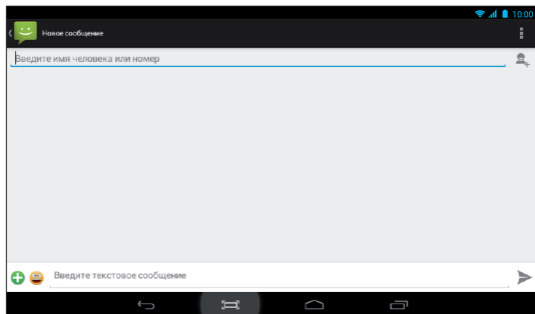 10:00
Новое сообщение
Введите имя человека или номер
Введите текстовое сообщение